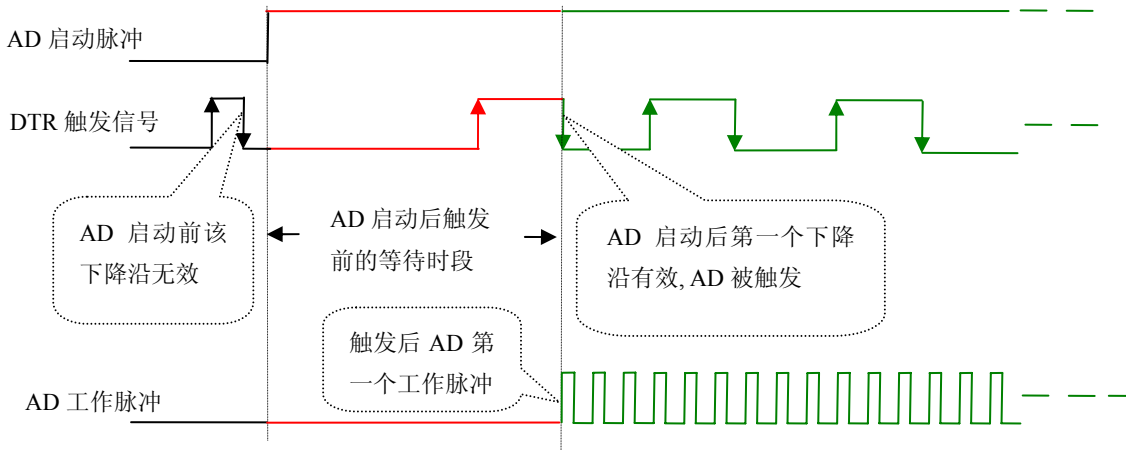 AD 启动脉冲
DTR 触发信号
AD 启动前该
下降沿无效
AD 启动后触发
前的等待时段
AD 启动后第一个下降
沿有效, AD 被触发
触发后 AD 第
一个工作脉冲
AD 工作脉冲